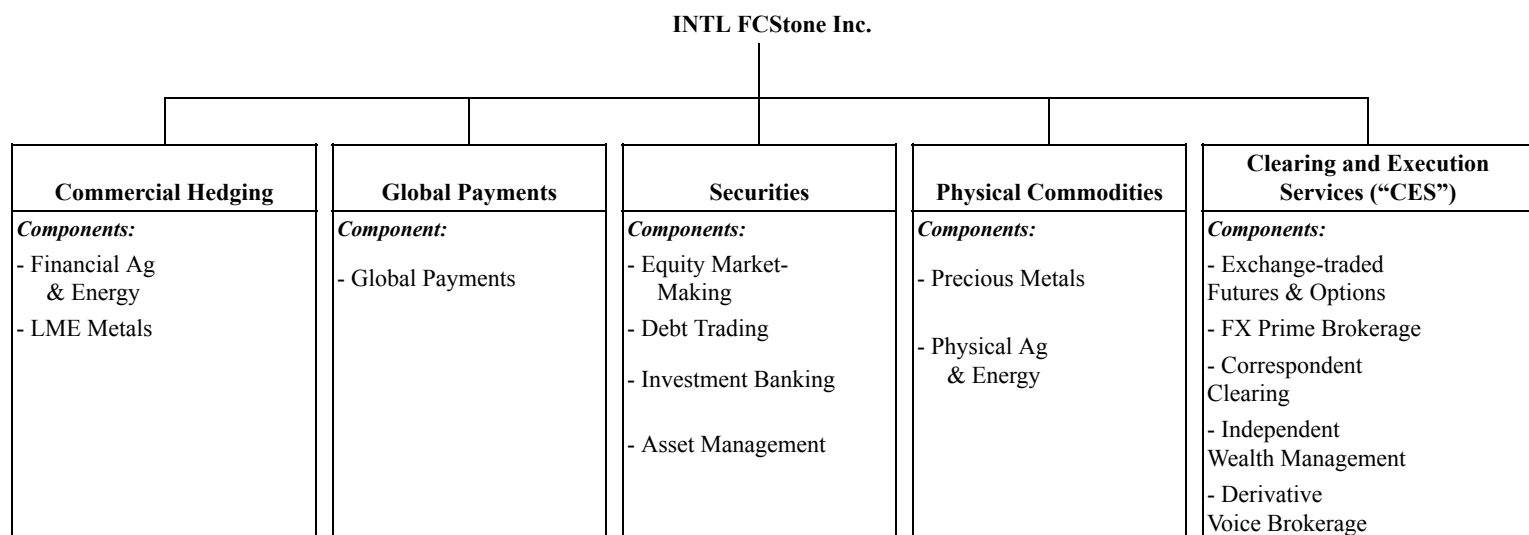 INTL FCStone Inc.
Commercial Hedging
Components:
- Financial Ag
& Energy
- LME Metals
Global Payments
Component:
- Global Payments
Securities
Components:
- Equity Market-
Making
- Debt Trading
- Investment Banking
- Asset Management
Physical Commodities
Components:
- Precious Metals
- Physical Ag
& Energy
Clearing and Execution
Services (“CES”)
Components:
- Exchange-traded
Futures & Options
- FX Prime Brokerage
- Correspondent
Clearing
- Independent
Wealth Management
- Derivative
Voice Brokerage